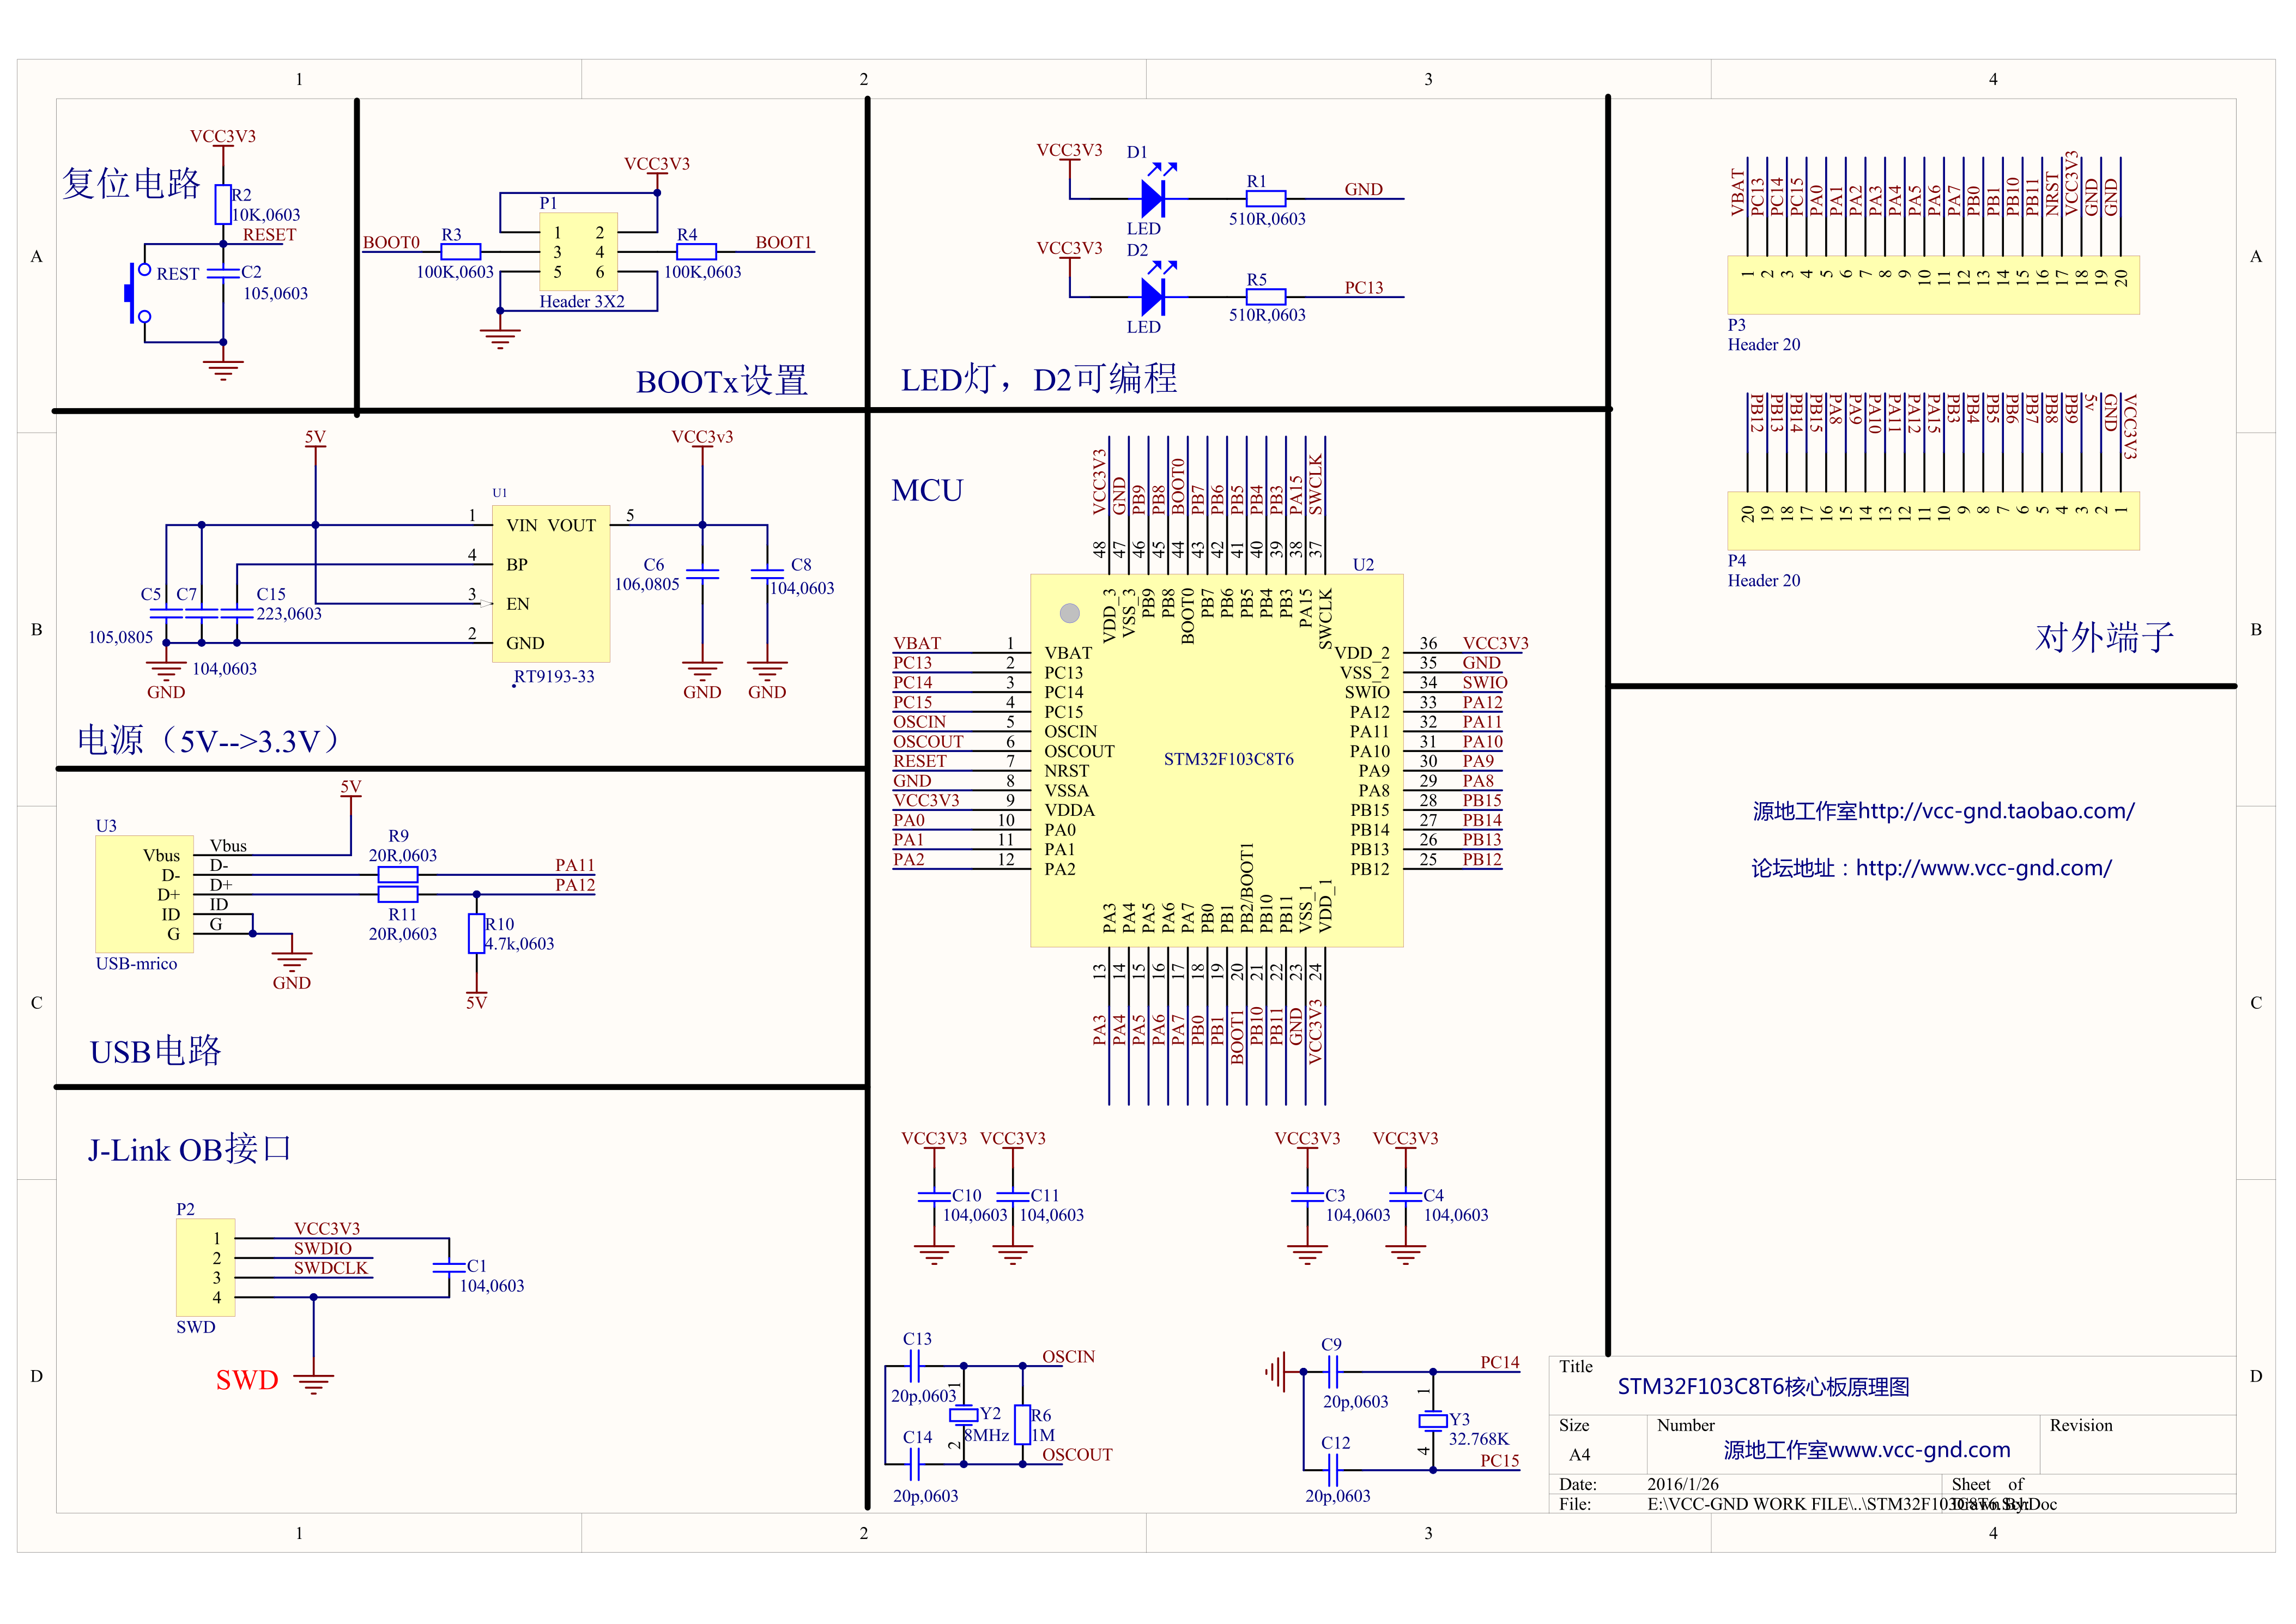 1
2
3
4
A
B
C
D
复位电路
VCC3V3
R2
10K,0603
RESET
REST
C2
105,0603
VCC3V3
P1
1 2
3 4
5 6
Header 3X2
BOOT0
R3
100K,0603
R4
100K,0603
BOOT1
BOOTx设置
VCC3V3
D1
LED
R1
510R,0603
GND
VCC3V3
D2
LED
R5
510R,0603
PC13
LED灯，D2可编程
VBAT
PC13
PC14
PC15
PA0
PA1
PA2
PA3
PA4
PA5
PA6
PA7
PB0
PB1
PB10
PB11
NRST
VCC3V3
GND
GND
1 2 3 4 5 6 7 8 9 10 11 12 13 14 15 16 17 18 19 20
P3
Header 20
PB12
PB13
PB14
PB15
PA8
PA9
PA10
PA11
PA12
PA15
PB3
PB4
PB5
PB6
PB7
PB8
PB9
5v
GND
VCC3V3
20 19 18 17 16 15 14 13 12 11 10 9 8 7 6 5 4 3 2 1
P4
Header 20
对外端子
5V
U1
1 VIN VOUT 5
4 BP
3 EN
2 GND
RT9193-33
C5
105,0805
C7
104,0603
C15
223,0603
GND
VCC3v3
C6
106,0805
C8
104,0603
GND
GND
电源（5V-->3.3V）
5V
U3
Vbus Vbus
D- D-
D+ D+
ID ID
G G
USB-mrico
R9
20R,0603
R11
20R,0603
PA11
PA12
R10
4.7k,0603
5V
GND
USB电路
J-Link OB接口
P2
1 VCC3V3
2 SWDIO
3 SWDCLK
4
SWD
C1
104,0603
SWD
MCU
U2
STM32F103C8T6
VCC3V3 48 VDD_3
GND 47 VSS_3
PB9 46 PB9
PB8 45 PB8
BOOT0 44 BOOT0
PB7 43 PB7
PB6 42 PB6
PB5 41 PB5
PB4 40 PB4
PB3 39 PB3
PA15 38 PA15
SWCLK 37 SWCLK
VBAT 1 VBAT
PC13 2 PC13
PC14 3 PC14
PC15 4 PC15
OSCIN 5 OSCIN
OSCOUT 6 OSCOUT
RESET 7 NRST
GND 8 VSSA
VCC3V3 9 VDDA
PA0 10 PA0
PA1 11 PA1
PA2 12 PA2
VDD_2 36 VCC3V3
VSS_2 35 GND
SWIO 34 SWIO
PA12 33 PA12
PA11 32 PA11
PA10 31 PA10
PA9 30 PA9
PA8 29 PA8
PB15 28 PB15
PB14 27 PB14
PB13 26 PB13
PB12 25 PB12
PA3 13 PA3
PA4 14 PA4
PA5 15 PA5
PA6 16 PA6
PA7 17 PA7
PB0 18 PB0
PB1 19 PB1
PB2/BOOT1 20 BOOT1
PB10 21 PB10
PB11 22 PB11
VSS_1 23 GND
VDD_1 24 VCC3V3
VCC3V3
C10
104,0603
VCC3V3
C11
104,0603
VCC3V3
C3
104,0603
VCC3V3
C4
104,0603
C13
20p,0603
C14
20p,0603
1
Y2
8MHz
2
R6
1M
OSCIN
OSCOUT
C9
20p,0603
C12
20p,0603
1
Y3
32.768K
4
PC14
PC15
源地工作室http://vcc-gnd.taobao.com/
论坛地址：http://www.vcc-gnd.com/
Title
STM32F103C8T6核心板原理图
Size
A4
Number
源地工作室www.vcc-gnd.com
Revision
Date: 2016/1/26 Sheet of
File: E:\VCC-GND WORK FILE\..\STM32F103C8T6.SchDoc
Drawn By:
A
B
C
D
1
2
3
4